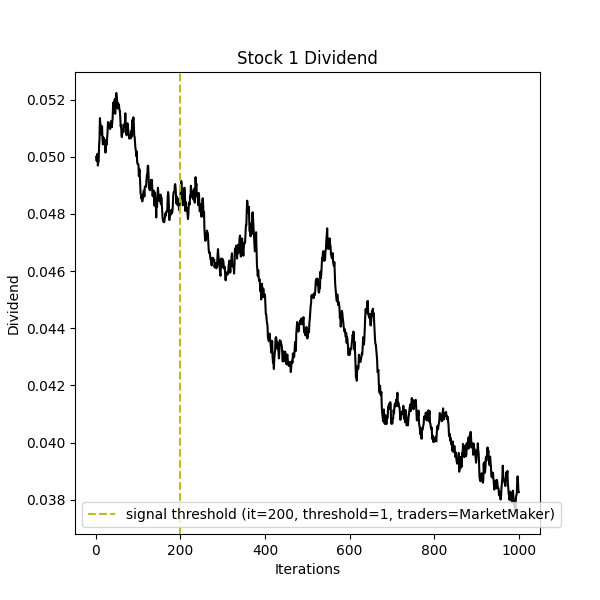 Stock 1 Dividend
Dividend
0.052
0.050
0.048
0.046
0.044
0.042
0.040
0.038
signal threshold (it=200, threshold=1, traders=MarketMaker)
0 200 400 600 800 1000
Iterations